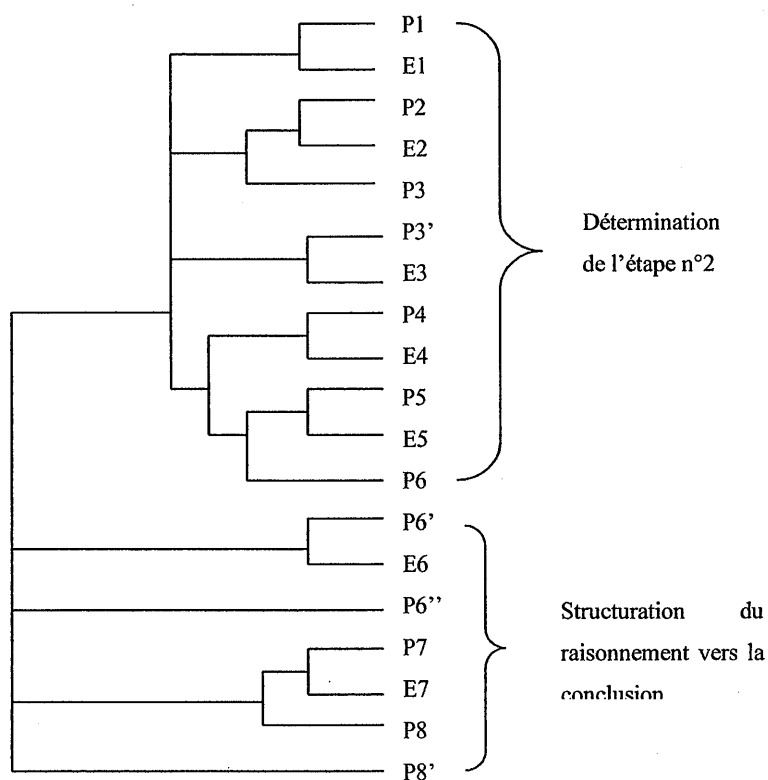 P1
E1
P2
E2
P3
P3'
E3
P4
E4
P5
E5
P6
Détermination
de l'étape n°2
P6'
E6
P6''
P7
E7
P8
P8'
Structuration du
raisonnement vers la
conclusion